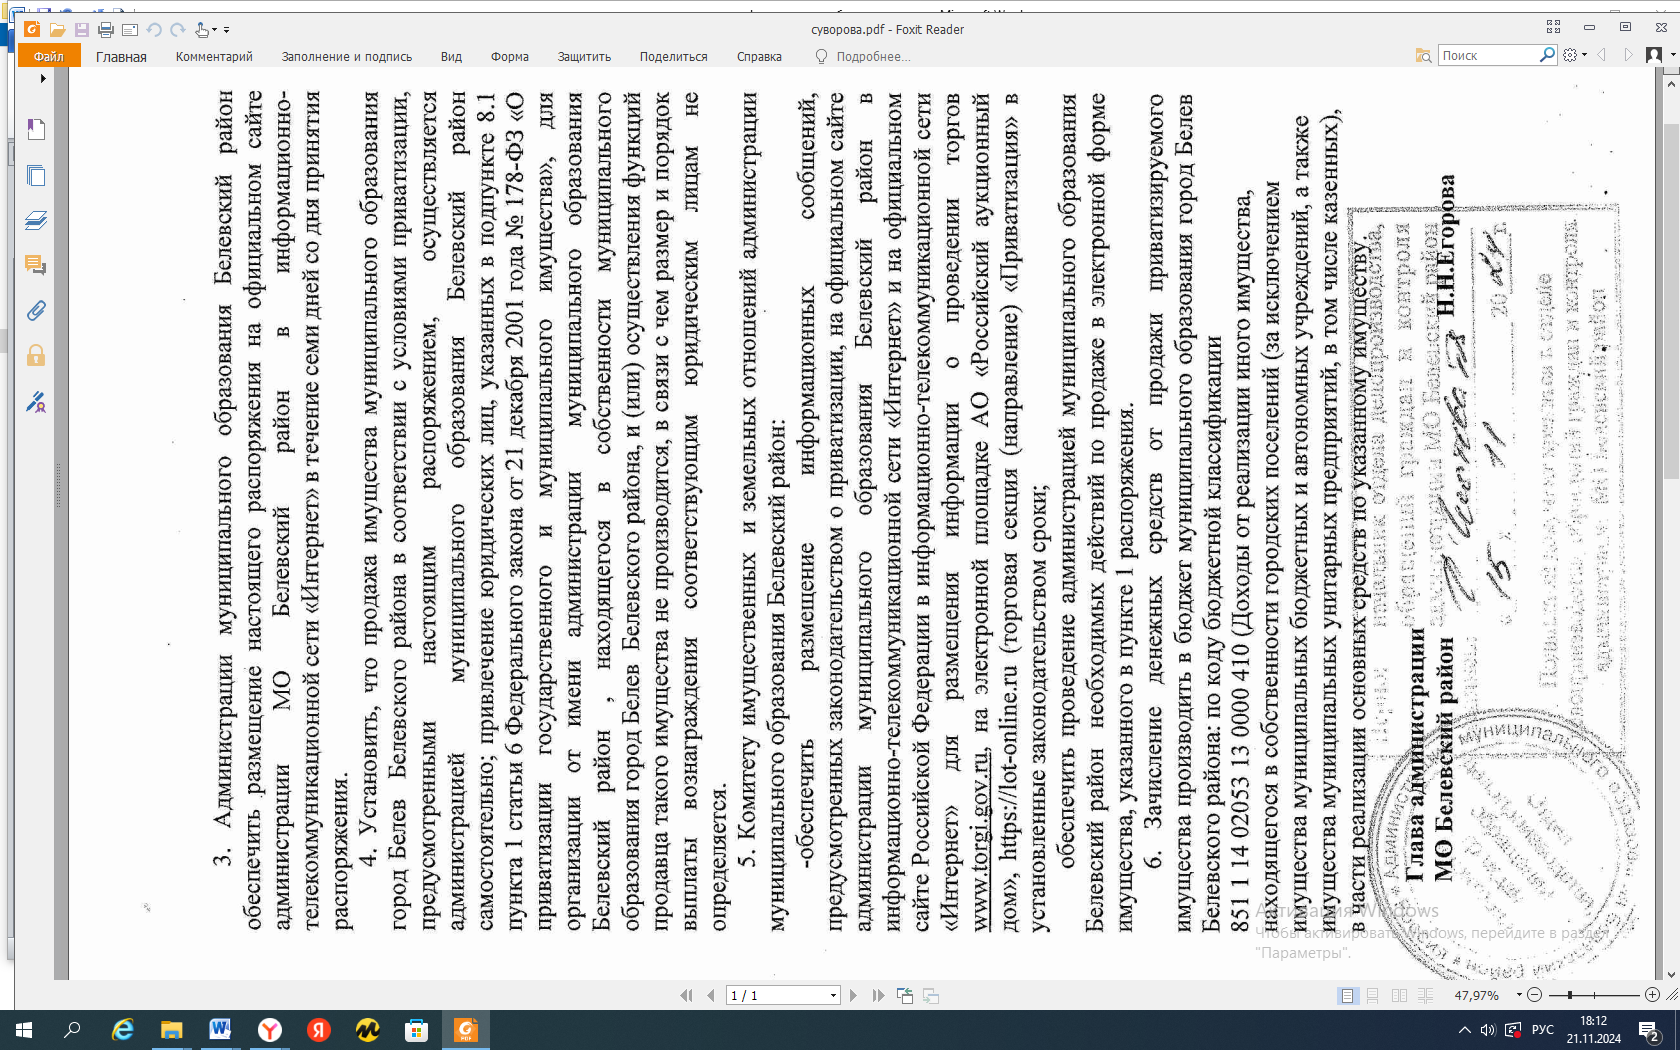 суворова.pdf - Foxit Reader
Файл Главная Комментарий Заполнение и подпись Вид Форма Защитить Поделиться Справка Подробнее... Поиск
3. Администрации муниципального образования Белевский район
обеспечить размещение настоящего распоряжения на официальном сайте
администрации МО Белевский район в информационно-
телекоммуникационной сети «Интернет» в течение семи дней со дня принятия
распоряжения.
4. Установить, что продажа имущества муниципального образования
город Белев Белевского района в соответствии с условиями приватизации,
предусмотренными настоящим распоряжением, осуществляется
администрацией муниципального образования Белевский район
самостоятельно; привлечение юридических лиц, указанных в подпункте 8.1
пункта 1 статьи 6 Федерального закона от 21 декабря 2001 года № 178-ФЗ «О
приватизации государственного и муниципального имущества», для
организации от имени администрации муниципального образования
Белевский район , находящегося в собственности муниципального
образования город Белев Белевского района, и (или) осуществления функций
продавца такого имущества не производится, в связи с чем размер и порядок
выплаты вознаграждения соответствующим юридическим лицам не
определяется.
5. Комитету имущественных и земельных отношений администрации
муниципального образования Белевский район:
-обеспечить размещение информационных сообщений,
предусмотренных законодательством о приватизации, на официальном сайте
администрации муниципального образования Белевский район в
информационно-телекоммуникационной сети «Интернет» и на официальном
сайте Российской Федерации в информационно-телекоммуникационной сети
«Интернет» для размещения информации о проведении торгов
www.torgi.gov.ru, на электронной площадке АО «Российский аукционный
дом», https://lot-online.ru (торговая секция (направление) «Приватизация» в
установленные законодательством сроки;
обеспечить проведение администрацией муниципального образования
Белевский район необходимых действий по продаже в электронной форме
имущества, указанного в пункте 1 распоряжения.
6. Зачисление денежных средств от продажи приватизируемого
имущества производить в бюджет муниципального образования город Белев
Белевского района: по коду бюджетной классификации
851 1 14 02053 13 0000 410 (Доходы от реализации иного имущества,
находящегося в собственности городских поселений (за исключением
имущества муниципальных бюджетных и автономных учреждений, а также
имущества муниципальных унитарных предприятий, в том числе казенных),
в части реализации основных средств по указанному имуществу.
Глава администрации
МО Белевский район Н.Н.Егорова
15 11 2024 г.
Активация Windows
Чтобы активировать Windows, перейдите в раздел
"Параметры".
1 / 1 47,97%
РУС 18:12
21.11.2024
2